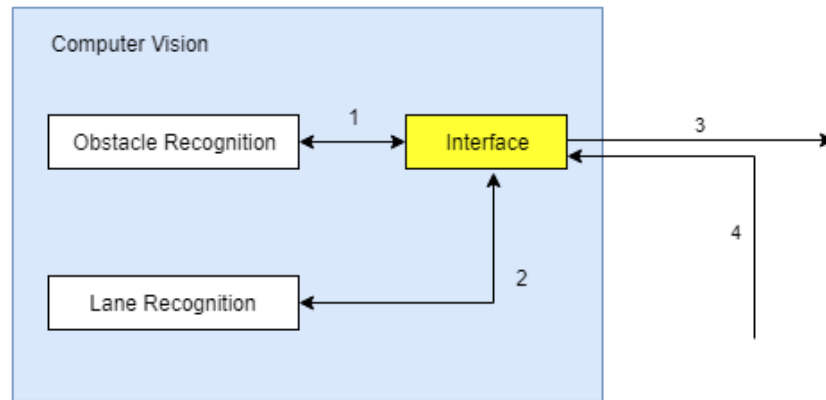 Computer Vision
1
3
Obstacle Recognition
Interface
4
2
Lane Recognition